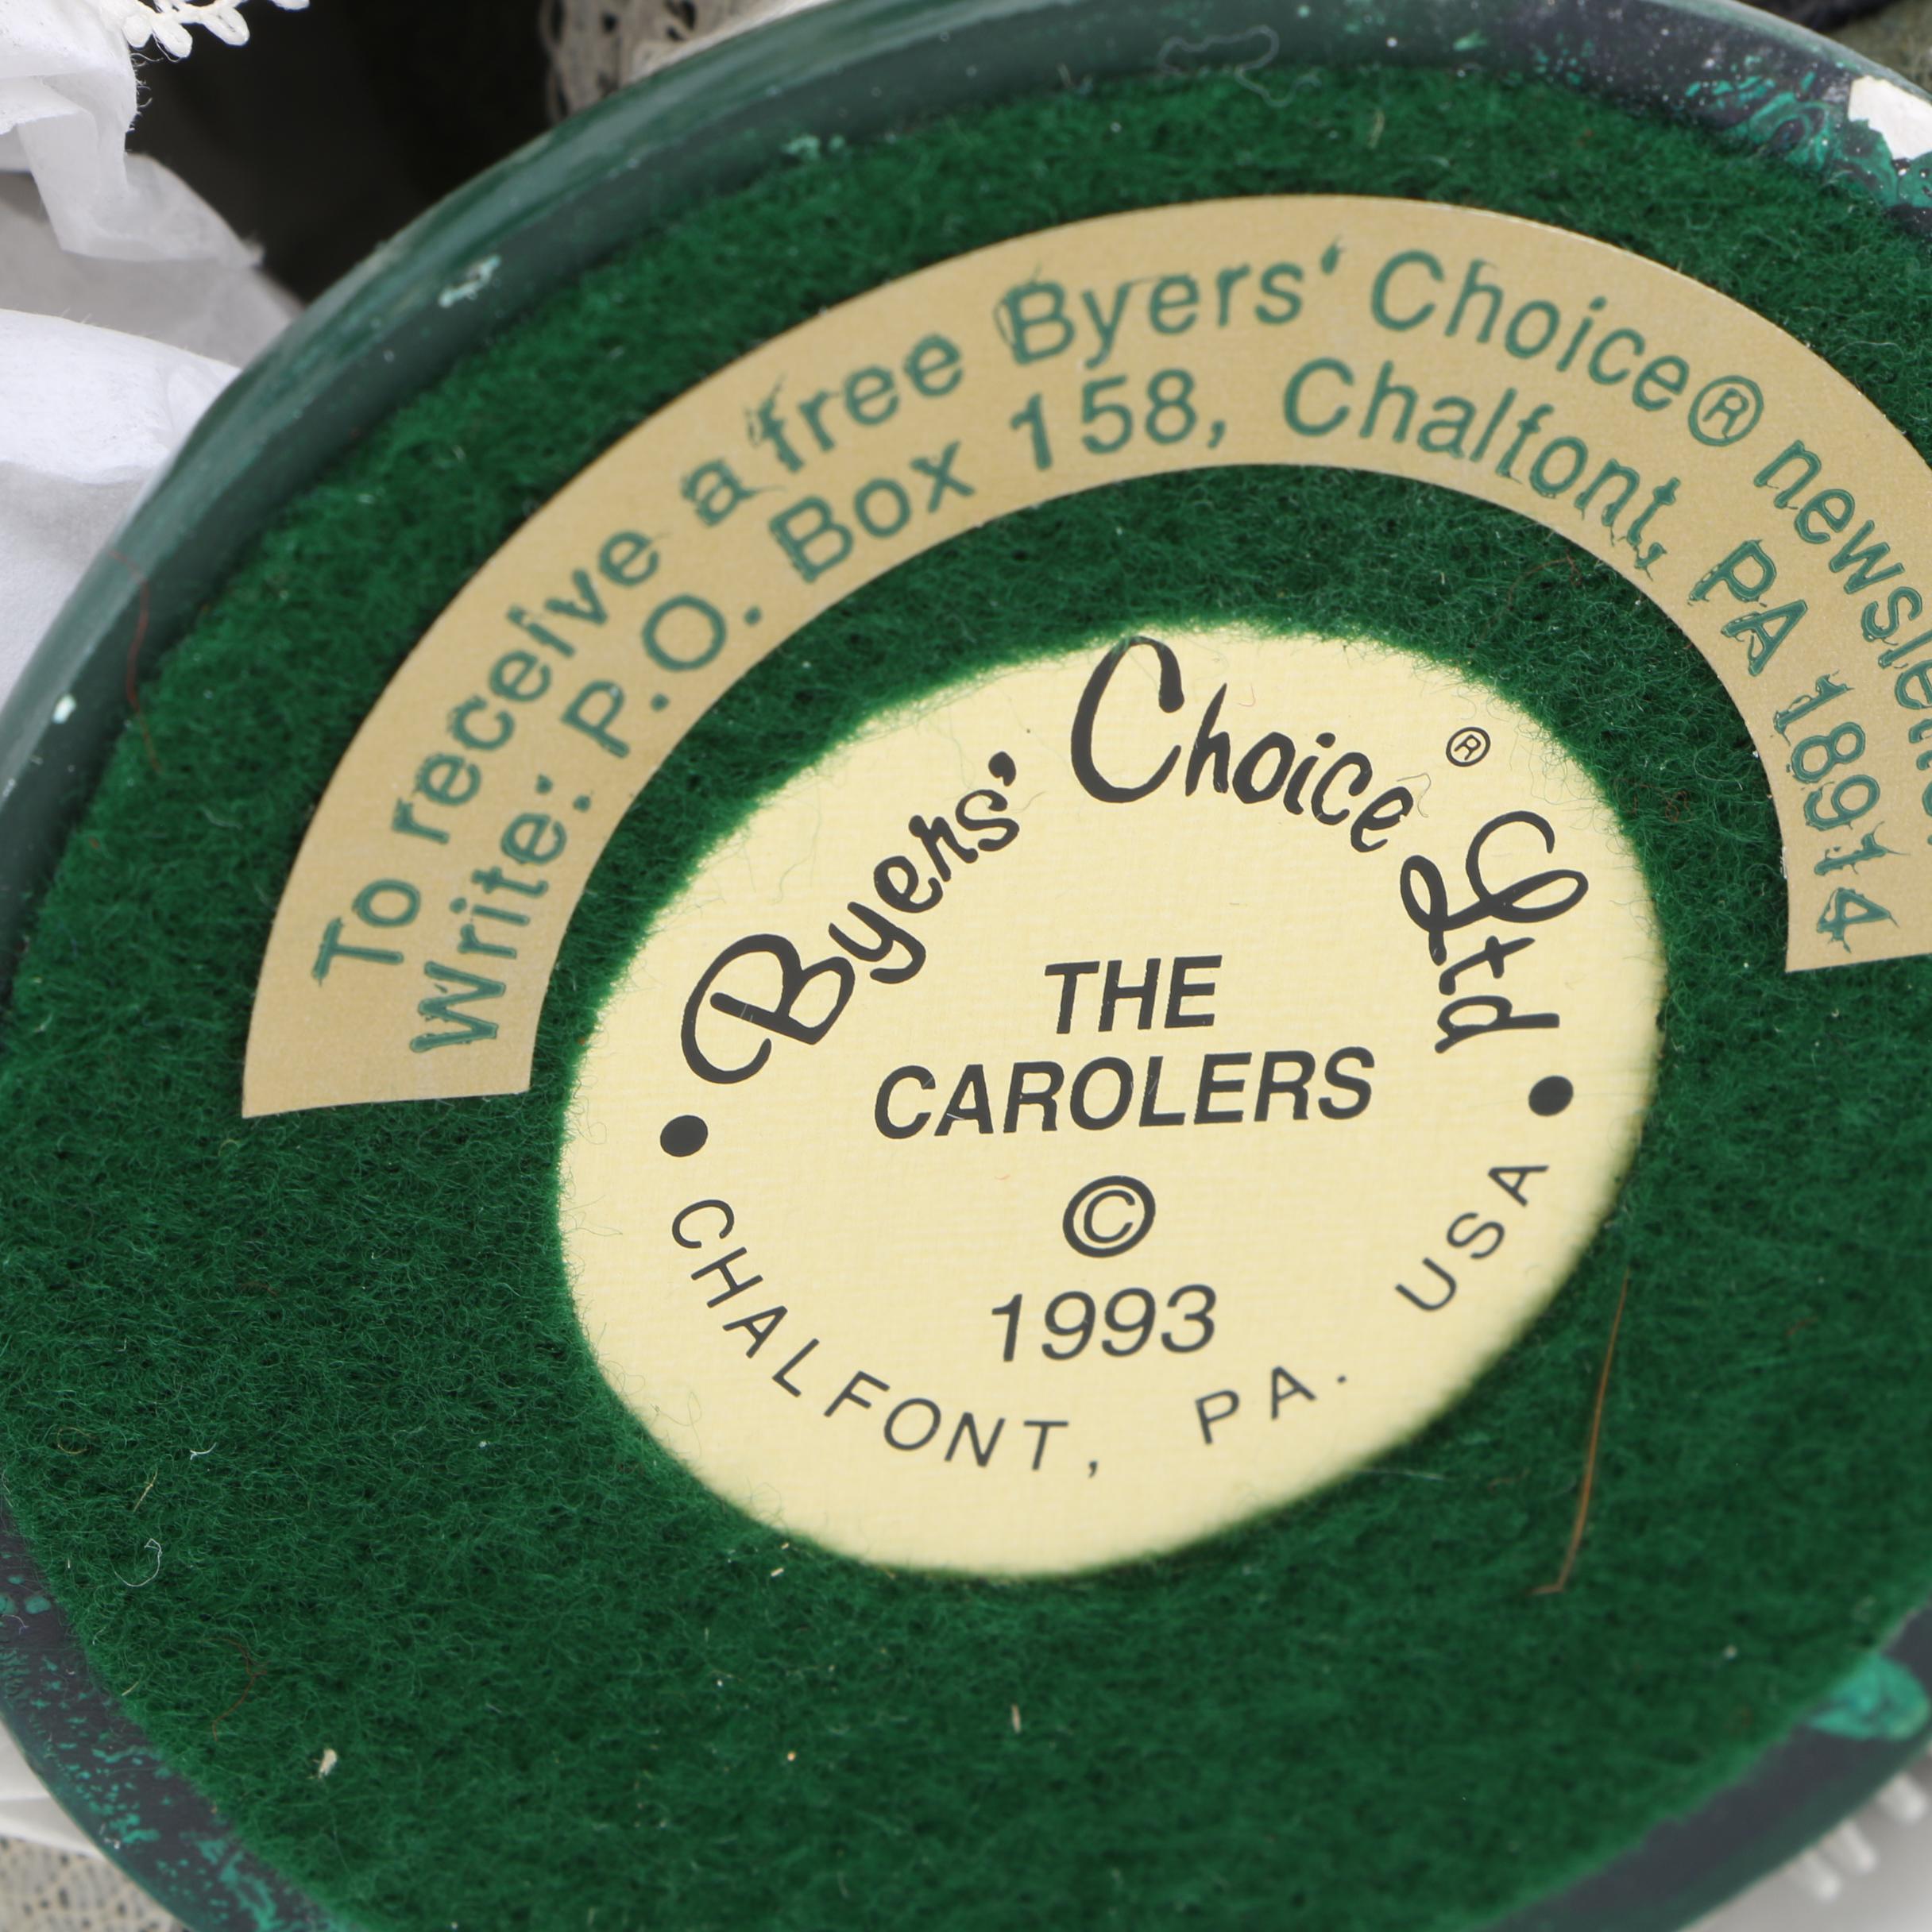 To receive a free Byers' Choice® newsletter
Write: P.O. Box 158, Chalfont, PA 18914
Byers' Choice ® Ltd
THE
CAROLERS
©
1993
• CHALFONT, PA. USA •